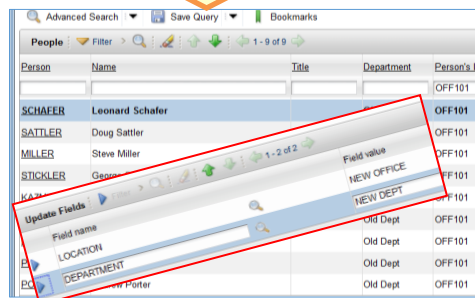 Advanced Search Save Query Bookmarks
People Filter 1 - 9 of 9
Person Name Title Department Person's
OFF101
SCHAFER Leonard Schafer OFF101
SATTLER Doug Sattler OFF101
MILLER Steve Miller OFF101
STICKLER
Update Fields Filter 1 - 2 of 2
Field name Field value
LOCATION NEW OFFICE
DEPARTMENT NEW DEPT
OFF101
Old Dept OFF101
Old Dept OFF101
Old Dept OFF101
Porter Old Dept OFF101